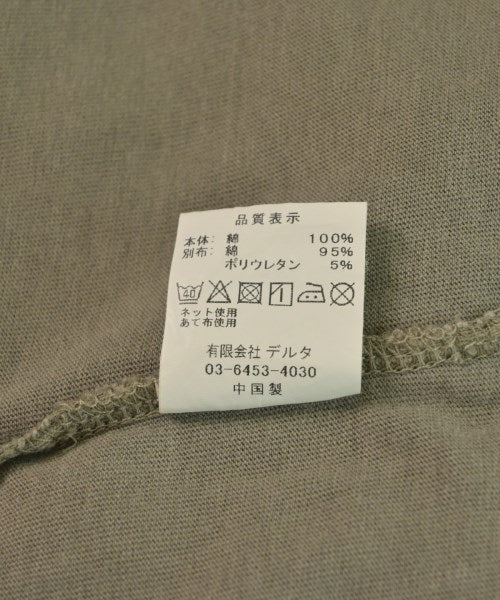 品質表示
本体: 綿 100%
別布: 綿 95%
ポリウレタン 5%
40
ネット使用
あて布使用
有限会社 デルタ
03-6453-4030
中国製